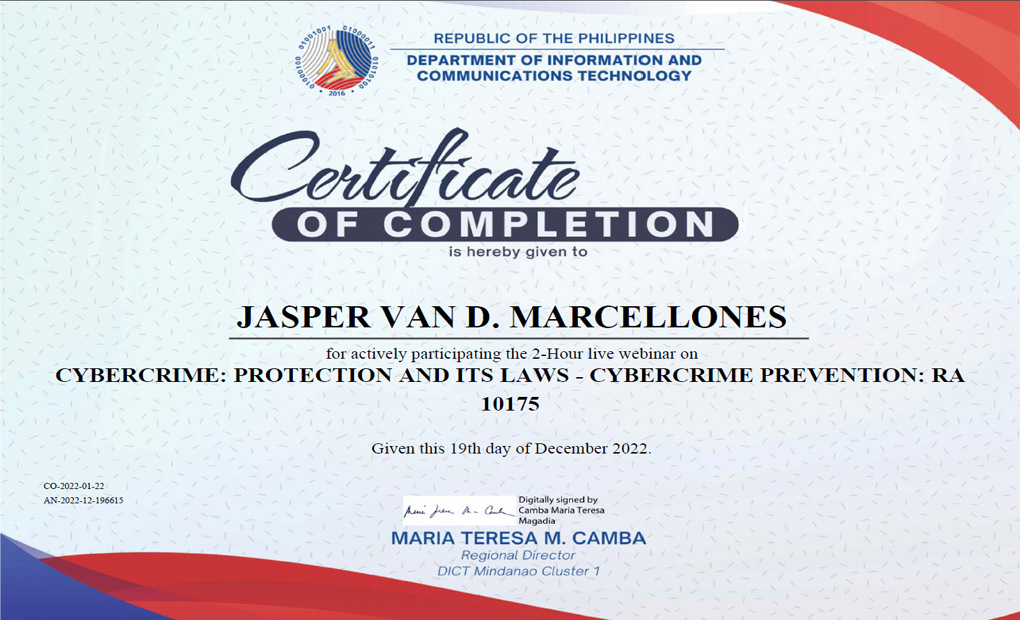 REPUBLIC OF THE PHILIPPINES
DEPARTMENT OF INFORMATION AND
COMMUNICATIONS TECHNOLOGY
01000100 01001001 01000011 01010100
• 2016 •
Certificate
OF COMPLETION
is hereby given to
JASPER VAN D. MARCELLONES
for actively participating the 2-Hour live webinar on
CYBERCRIME: PROTECTION AND ITS LAWS - CYBERCRIME PREVENTION: RA
10175
Given this 19th day of December 2022.
CO-2022-01-22
AN-2022-12-196615
Digitally signed by
Camba Maria Teresa
Magadia
MARIA TERESA M. CAMBA
Regional Director
DICT Mindanao Cluster 1